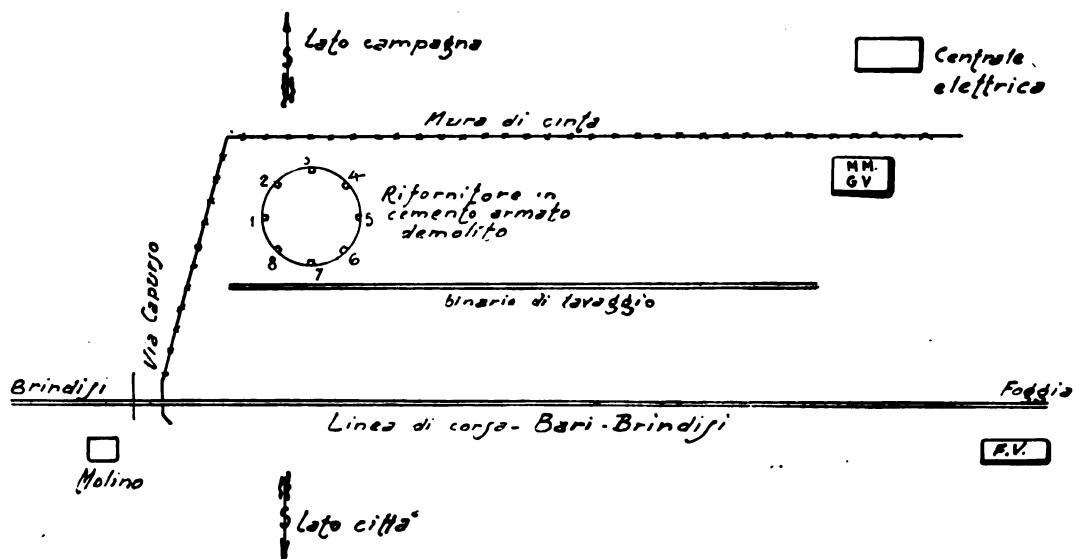 Lato campagna
Centrale
elettrica
Mura di cinta
MM.
GV
3
2 4
1 5
8 6
7
Rifornitore in
cemento armato
demolito
binario di lavaggio
Via Capurso
Brindisi
Foggia
Linea di corsa - Bari - Brindisi
F.V.
Molino
Lato città